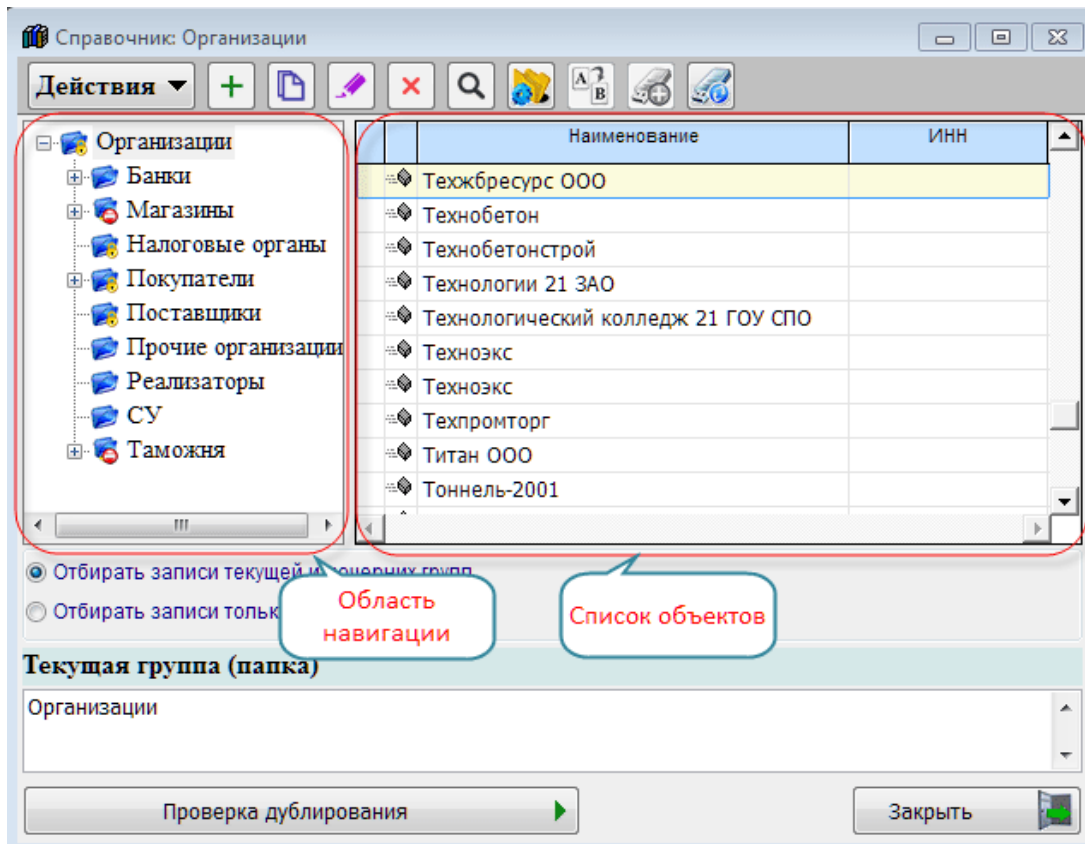 Справочник: Организации
Действия
A B
Организации
Банки
Магазины
Налоговые органы
Покупатели
Поставщики
Прочие организации
Реализаторы
СУ
Таможня
Наименование ИНН
Техжбресурс ООО
Технобетон
Технобетонстрой
Технологии 21 ЗАО
Технологический колледж 21 ГОУ СПО
Техноэкс
Техноэкс
Техпромторг
Титан ООО
Тоннель-2001
Отбирать записи текущей и дочерних групп
Отбирать записи тольк
Область
навигации
Список объектов
Текущая группа (папка)
Организации
Проверка дублирования
Закрыть